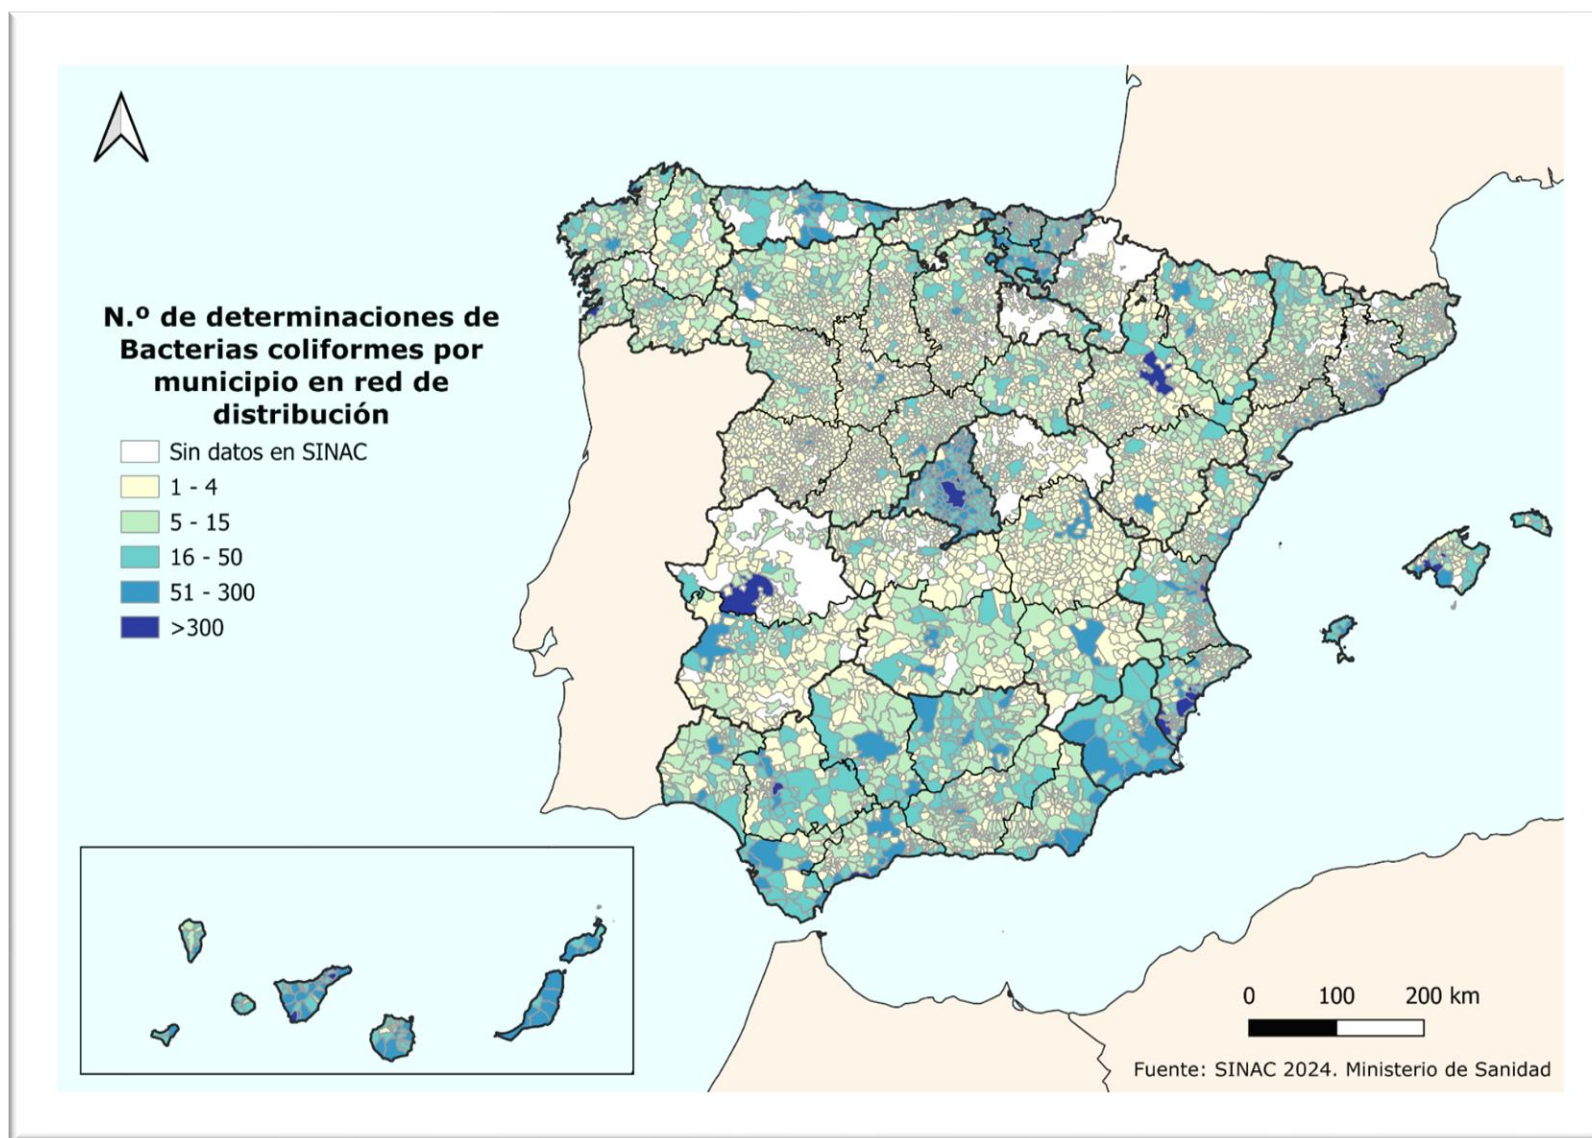 N.º de determinaciones de
Bacterias coliformes por
municipio en red de
distribución
Sin datos en SINAC
1 - 4
5 - 15
16 - 50
51 - 300
>300
0 100 200 km
Fuente: SINAC 2024. Ministerio de Sanidad